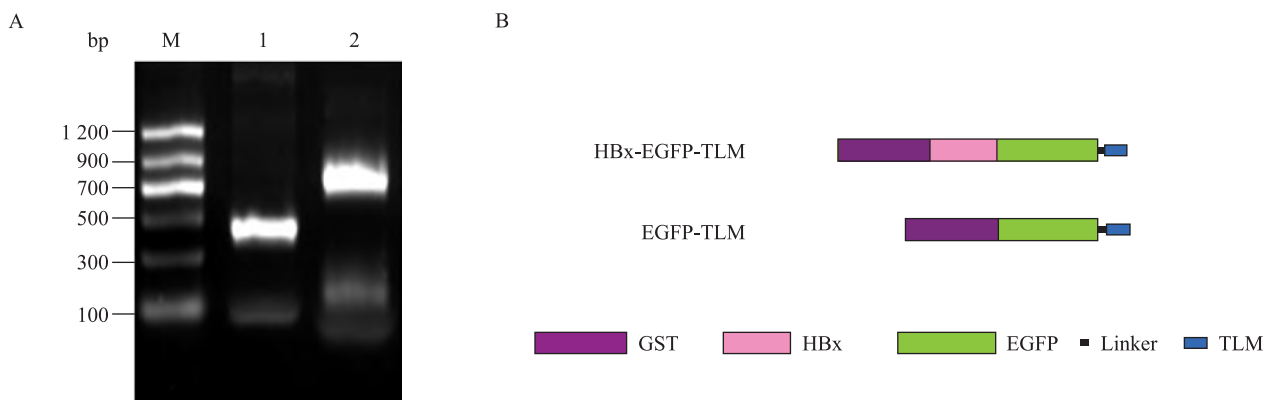 A
bp M 1 2
1 200
900
700
500
300
100
B
HBx-EGFP-TLM
EGFP-TLM
GST HBx EGFP Linker TLM